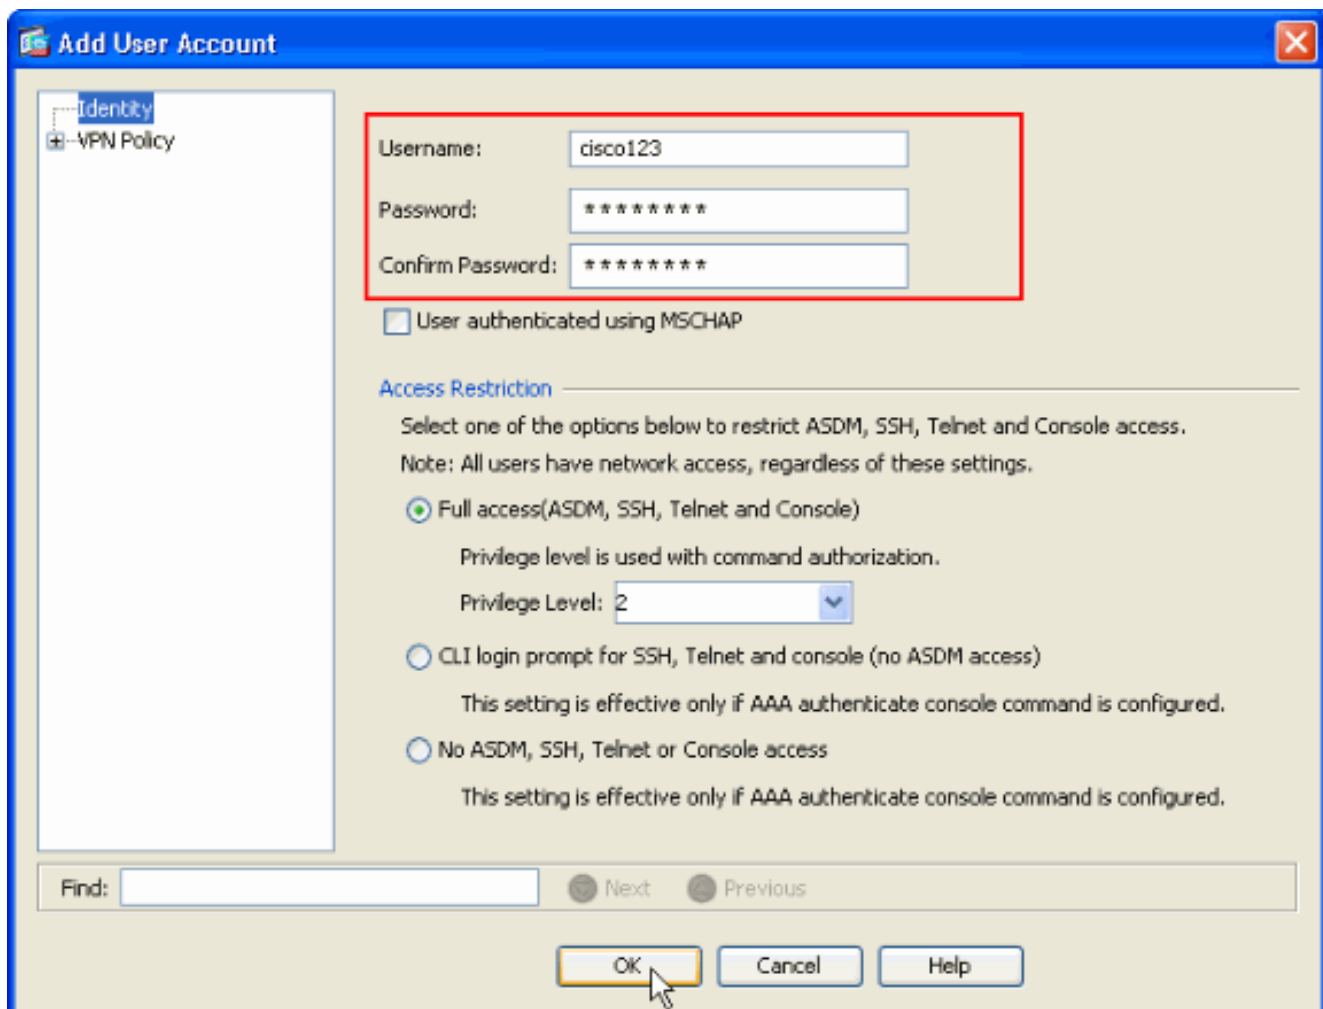 Add User Account
Identity
VPN Policy
Username: cisco123
Password: ********
Confirm Password: ********
User authenticated using MSCHAP
Access Restriction
Select one of the options below to restrict ASDM, SSH, Telnet and Console access.
Note: All users have network access, regardless of these settings.
Full access(ASDM, SSH, Telnet and Console)
Privilege level is used with command authorization.
Privilege Level: 2
CLI login prompt for SSH, Telnet and console (no ASDM access)
This setting is effective only if AAA authenticate console command is configured.
No ASDM, SSH, Telnet or Console access
This setting is effective only if AAA authenticate console command is configured.
Find: Next Previous
OK Cancel Help